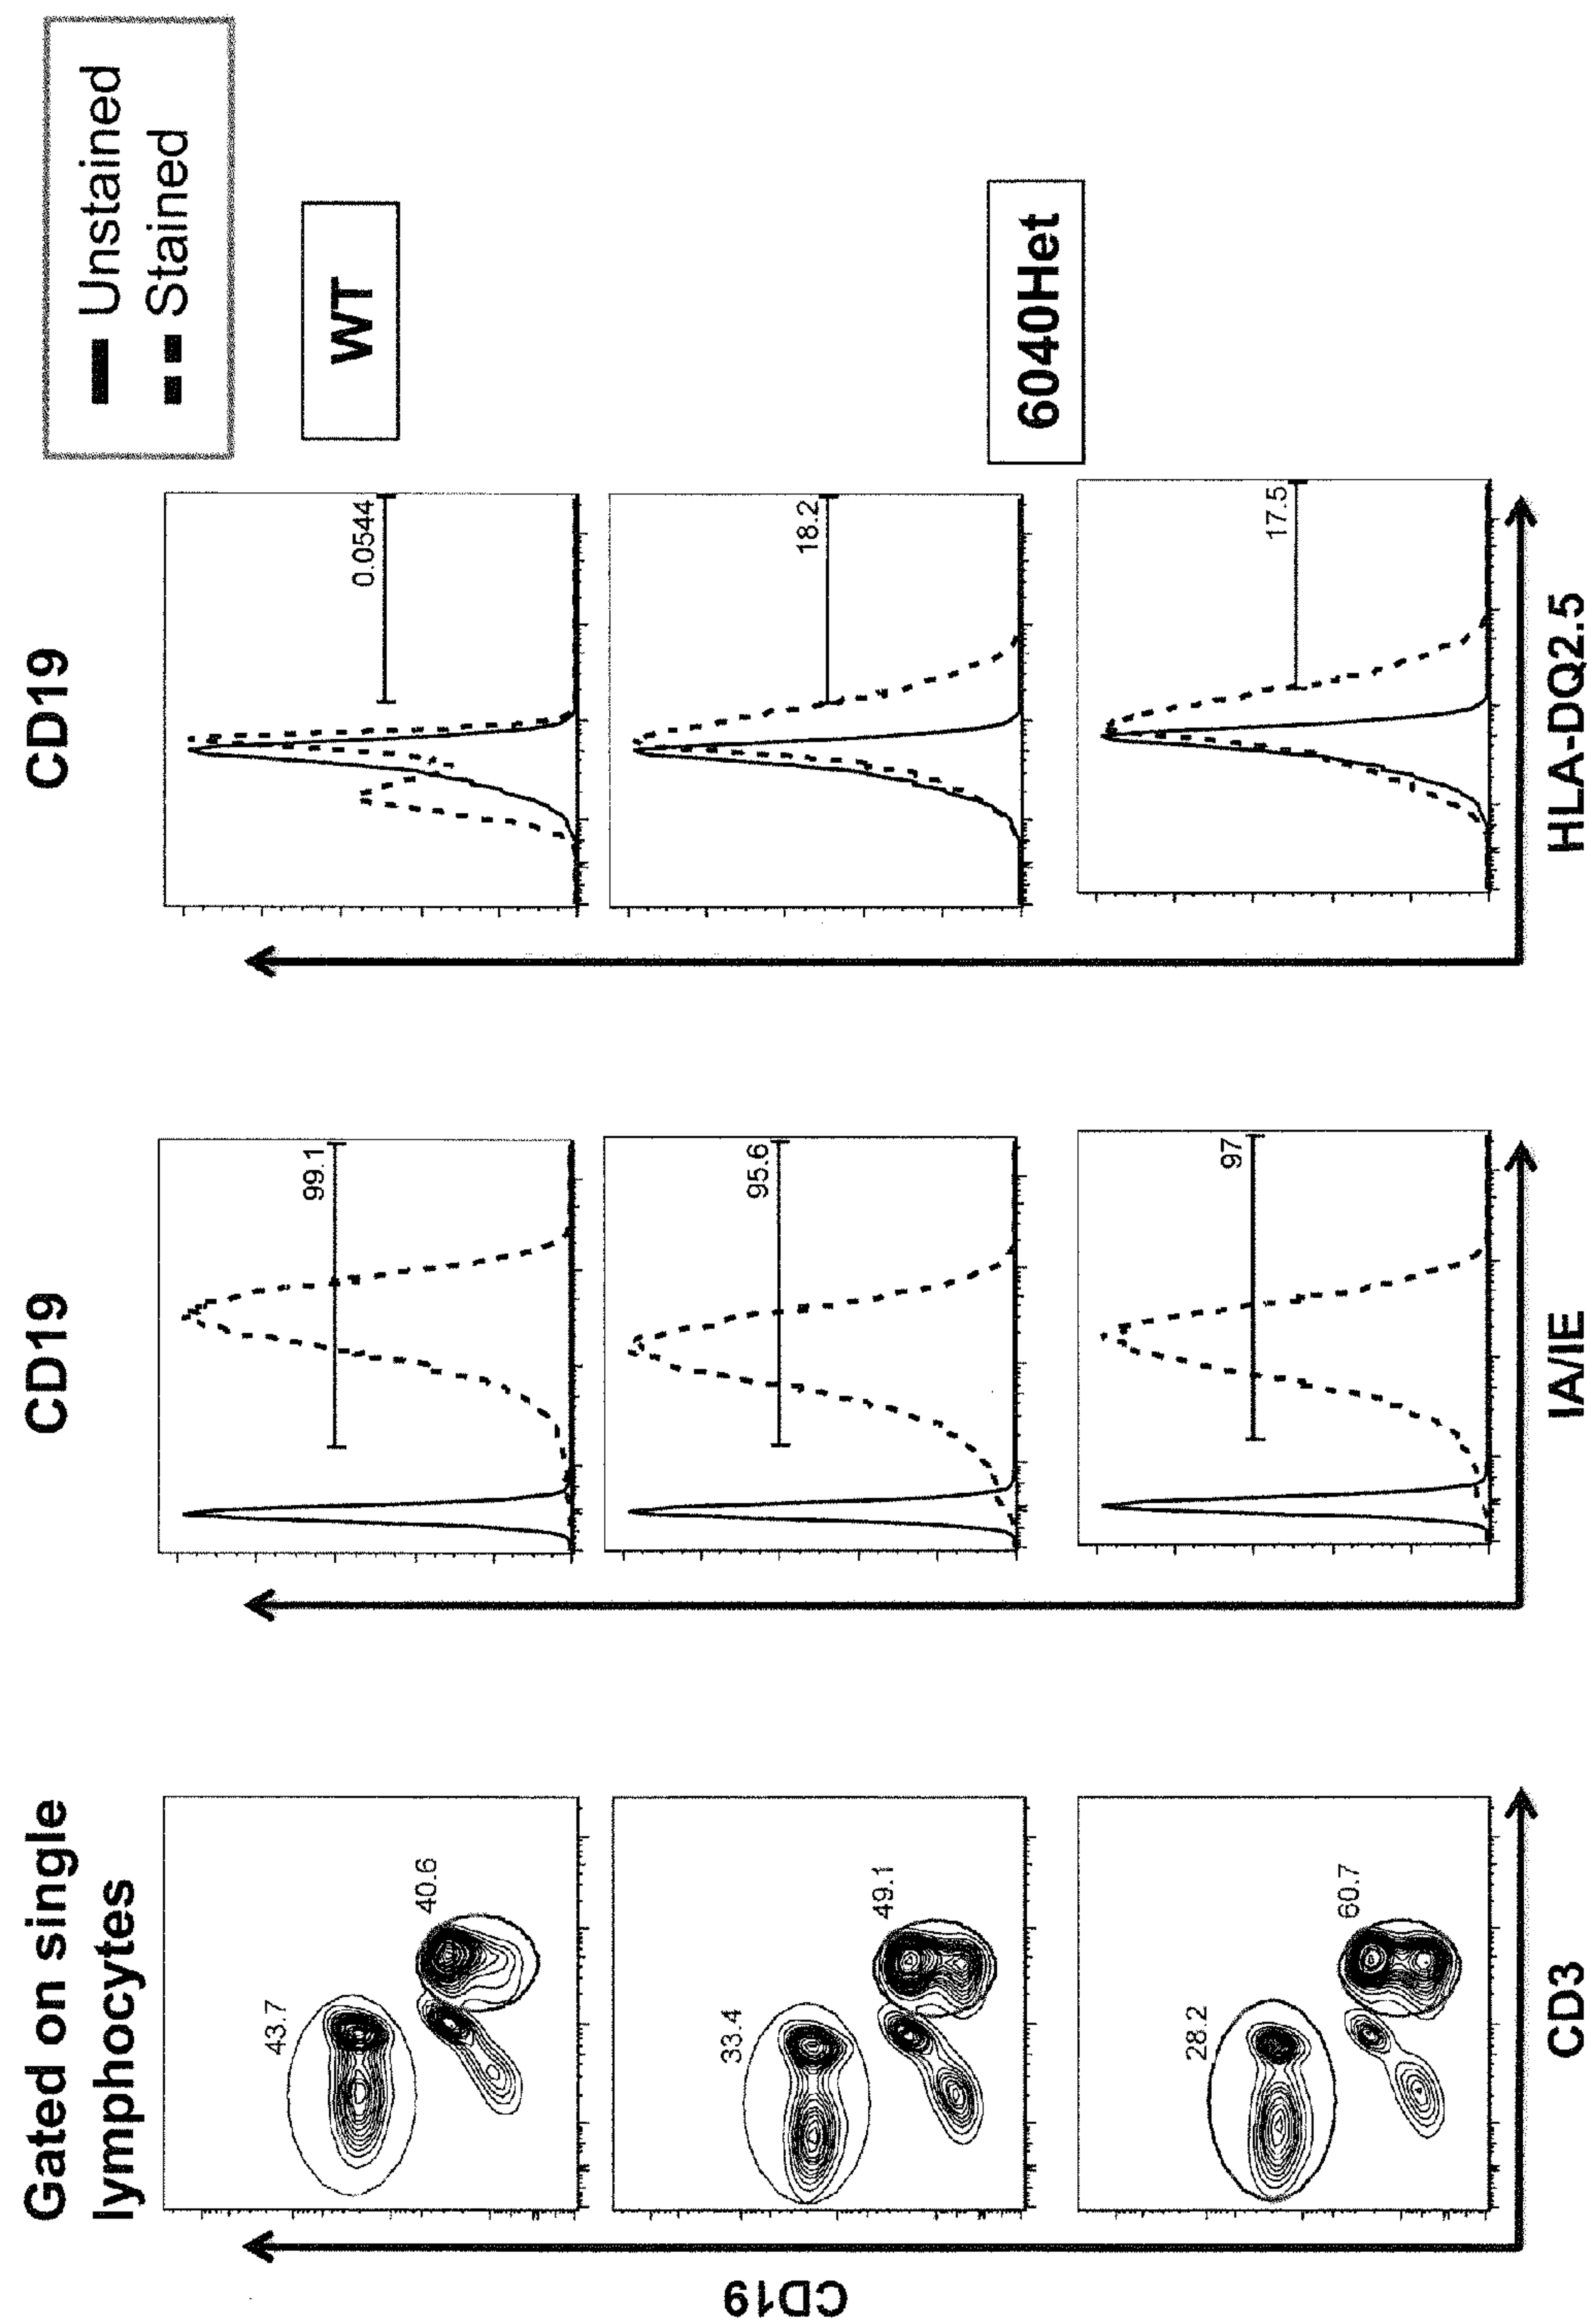 Gated on single
lymphocytes
CD19
CD19
Unstained
Stained
43.7
40.6
99.1
0.0544
WT
CD19
33.4
49.1
95.6
18.2
6040Het
28.2
60.7
97
17.5
CD3
IA/IE
HLA-DQ2.5